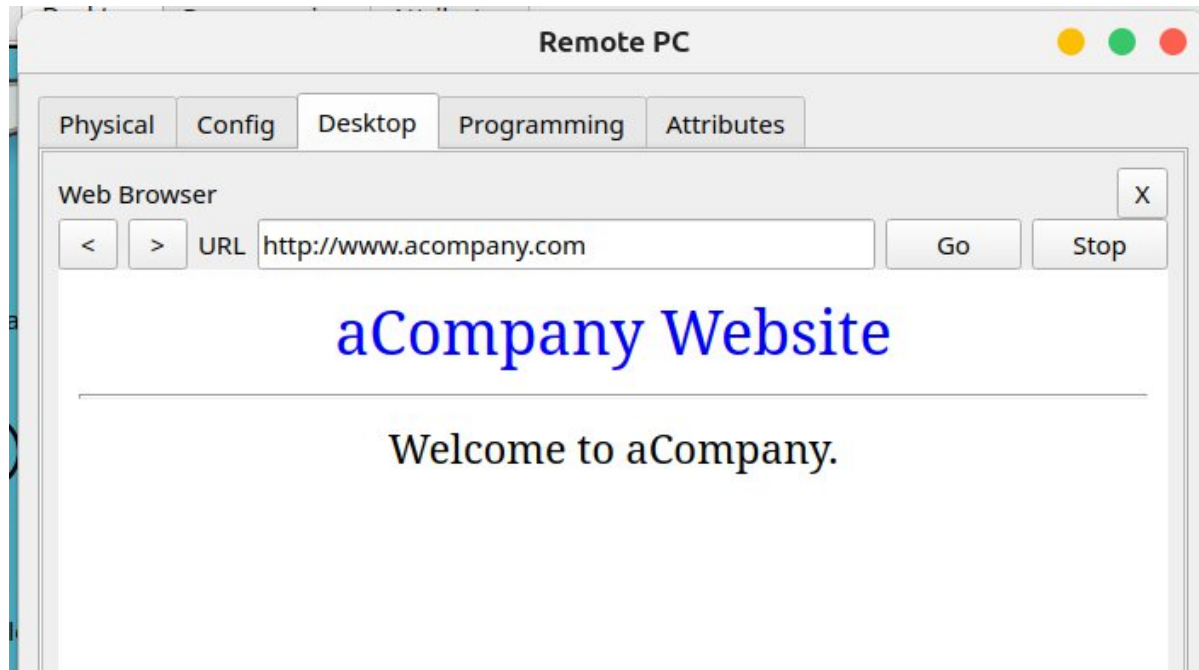 Remote PC
Physical Config Desktop Programming Attributes
Web Browser X
< > URL http://www.acompany.com Go Stop
aCompany Website
Welcome to aCompany.